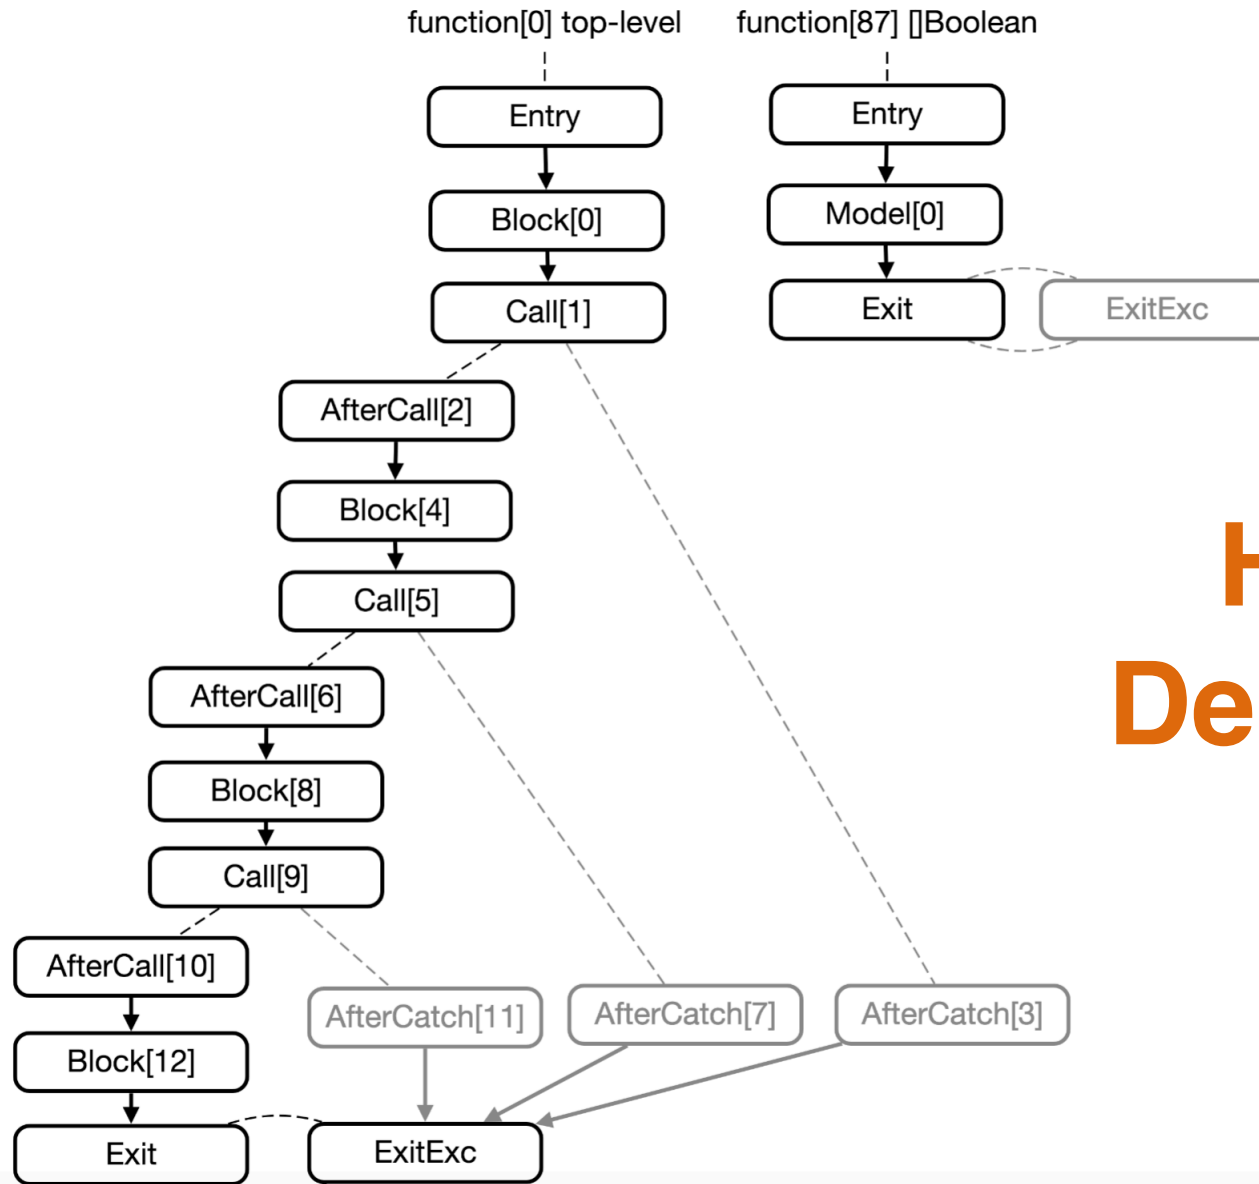 function[0] top-level
function[87] []Boolean
Entry
Entry
Block[0]
Model[0]
Call[1]
Exit
ExitExc
AfterCall[2]
Block[4]
Call[5]
AfterCall[6]
Block[8]
Call[9]
AfterCall[10]
AfterCatch[11]
AfterCatch[7]
AfterCatch[3]
Block[12]
Exit
ExitExc
H
De